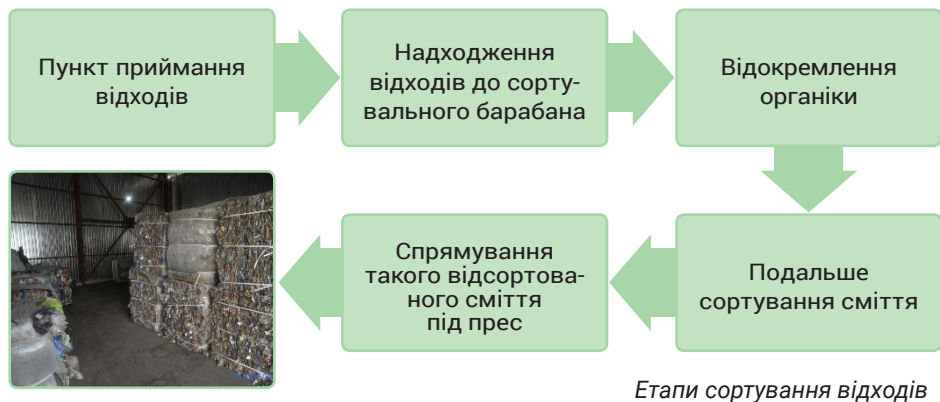 Пункт приймання
відходів
Надходження
відходів до сорту-
вального барабана
Відокремлення
органіки
Подальше
сортування сміття
Спрямування
такого відсортова-
ного сміття
під прес
Етапи сортування відходів